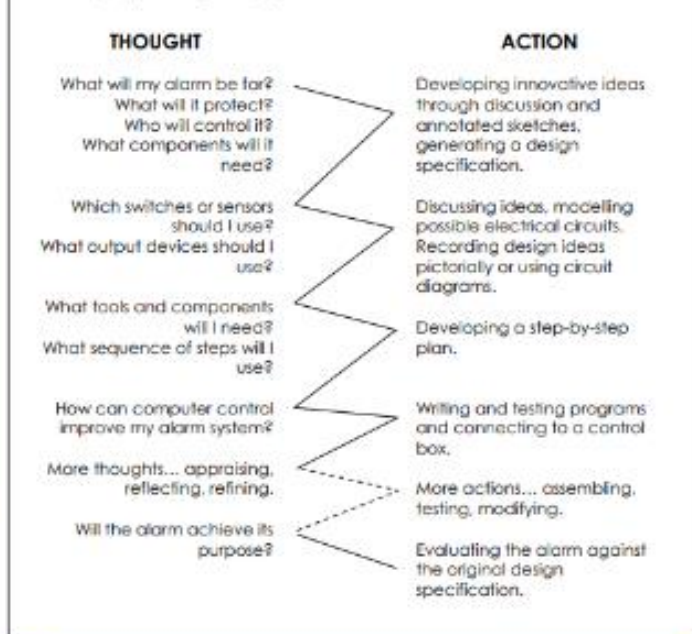 THOUGHT
What will my alarm be for?
What will it protect?
Who will control it?
What components will it
need?
Which switches or sensors
should I use?
What output devices should I
use?
What tools and components
will I need?
What sequence of steps will I
use?
How can computer control
improve my alarm system?
More thoughts... appraising,
reflecting, refining.
Will the alarm achieve its
purpose?
ACTION
Developing innovative ideas
through discussion and
annotated sketches,
generating a design
specification.
Discussing ideas, modelling
possible electrical circuits.
Recording design ideas
pictorially or using circuit
diagrams.
Developing a step-by-step
plan.
Writing and testing programs
and connecting to a control
box.
More actions... assembling,
testing, modifying.
Evaluating the alarm against
the original design
specification.